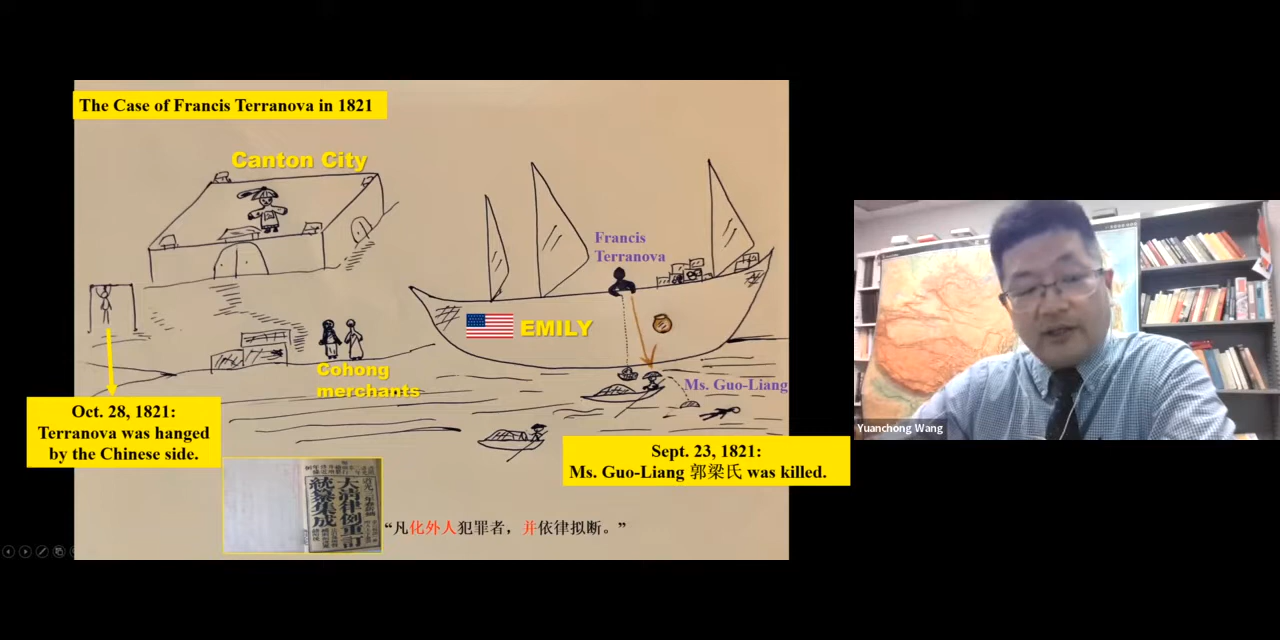 The Case of Francis Terranova in 1821
Canton City
Francis
Terranova
EMILY
Cohong
merchants
Ms. Guo-Liang
Oct. 28, 1821:
Terranova was hanged
by the Chinese side.
Sept. 23, 1821:
Ms. Guo-Liang 郭梁氏 was killed.
大清律例重訂
統纂集成
“凡化外人犯罪者，并依律拟断。”
Yuanchong Wang